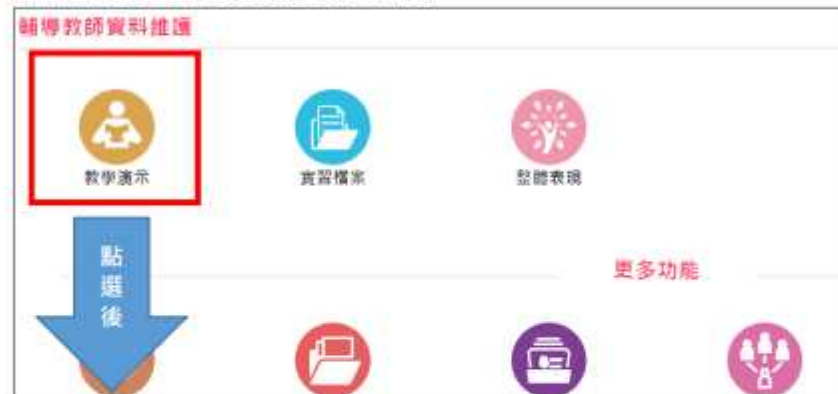 輔導教師資料維護
教學演示
實習檔案
整體表現
點
選
後
更多功能